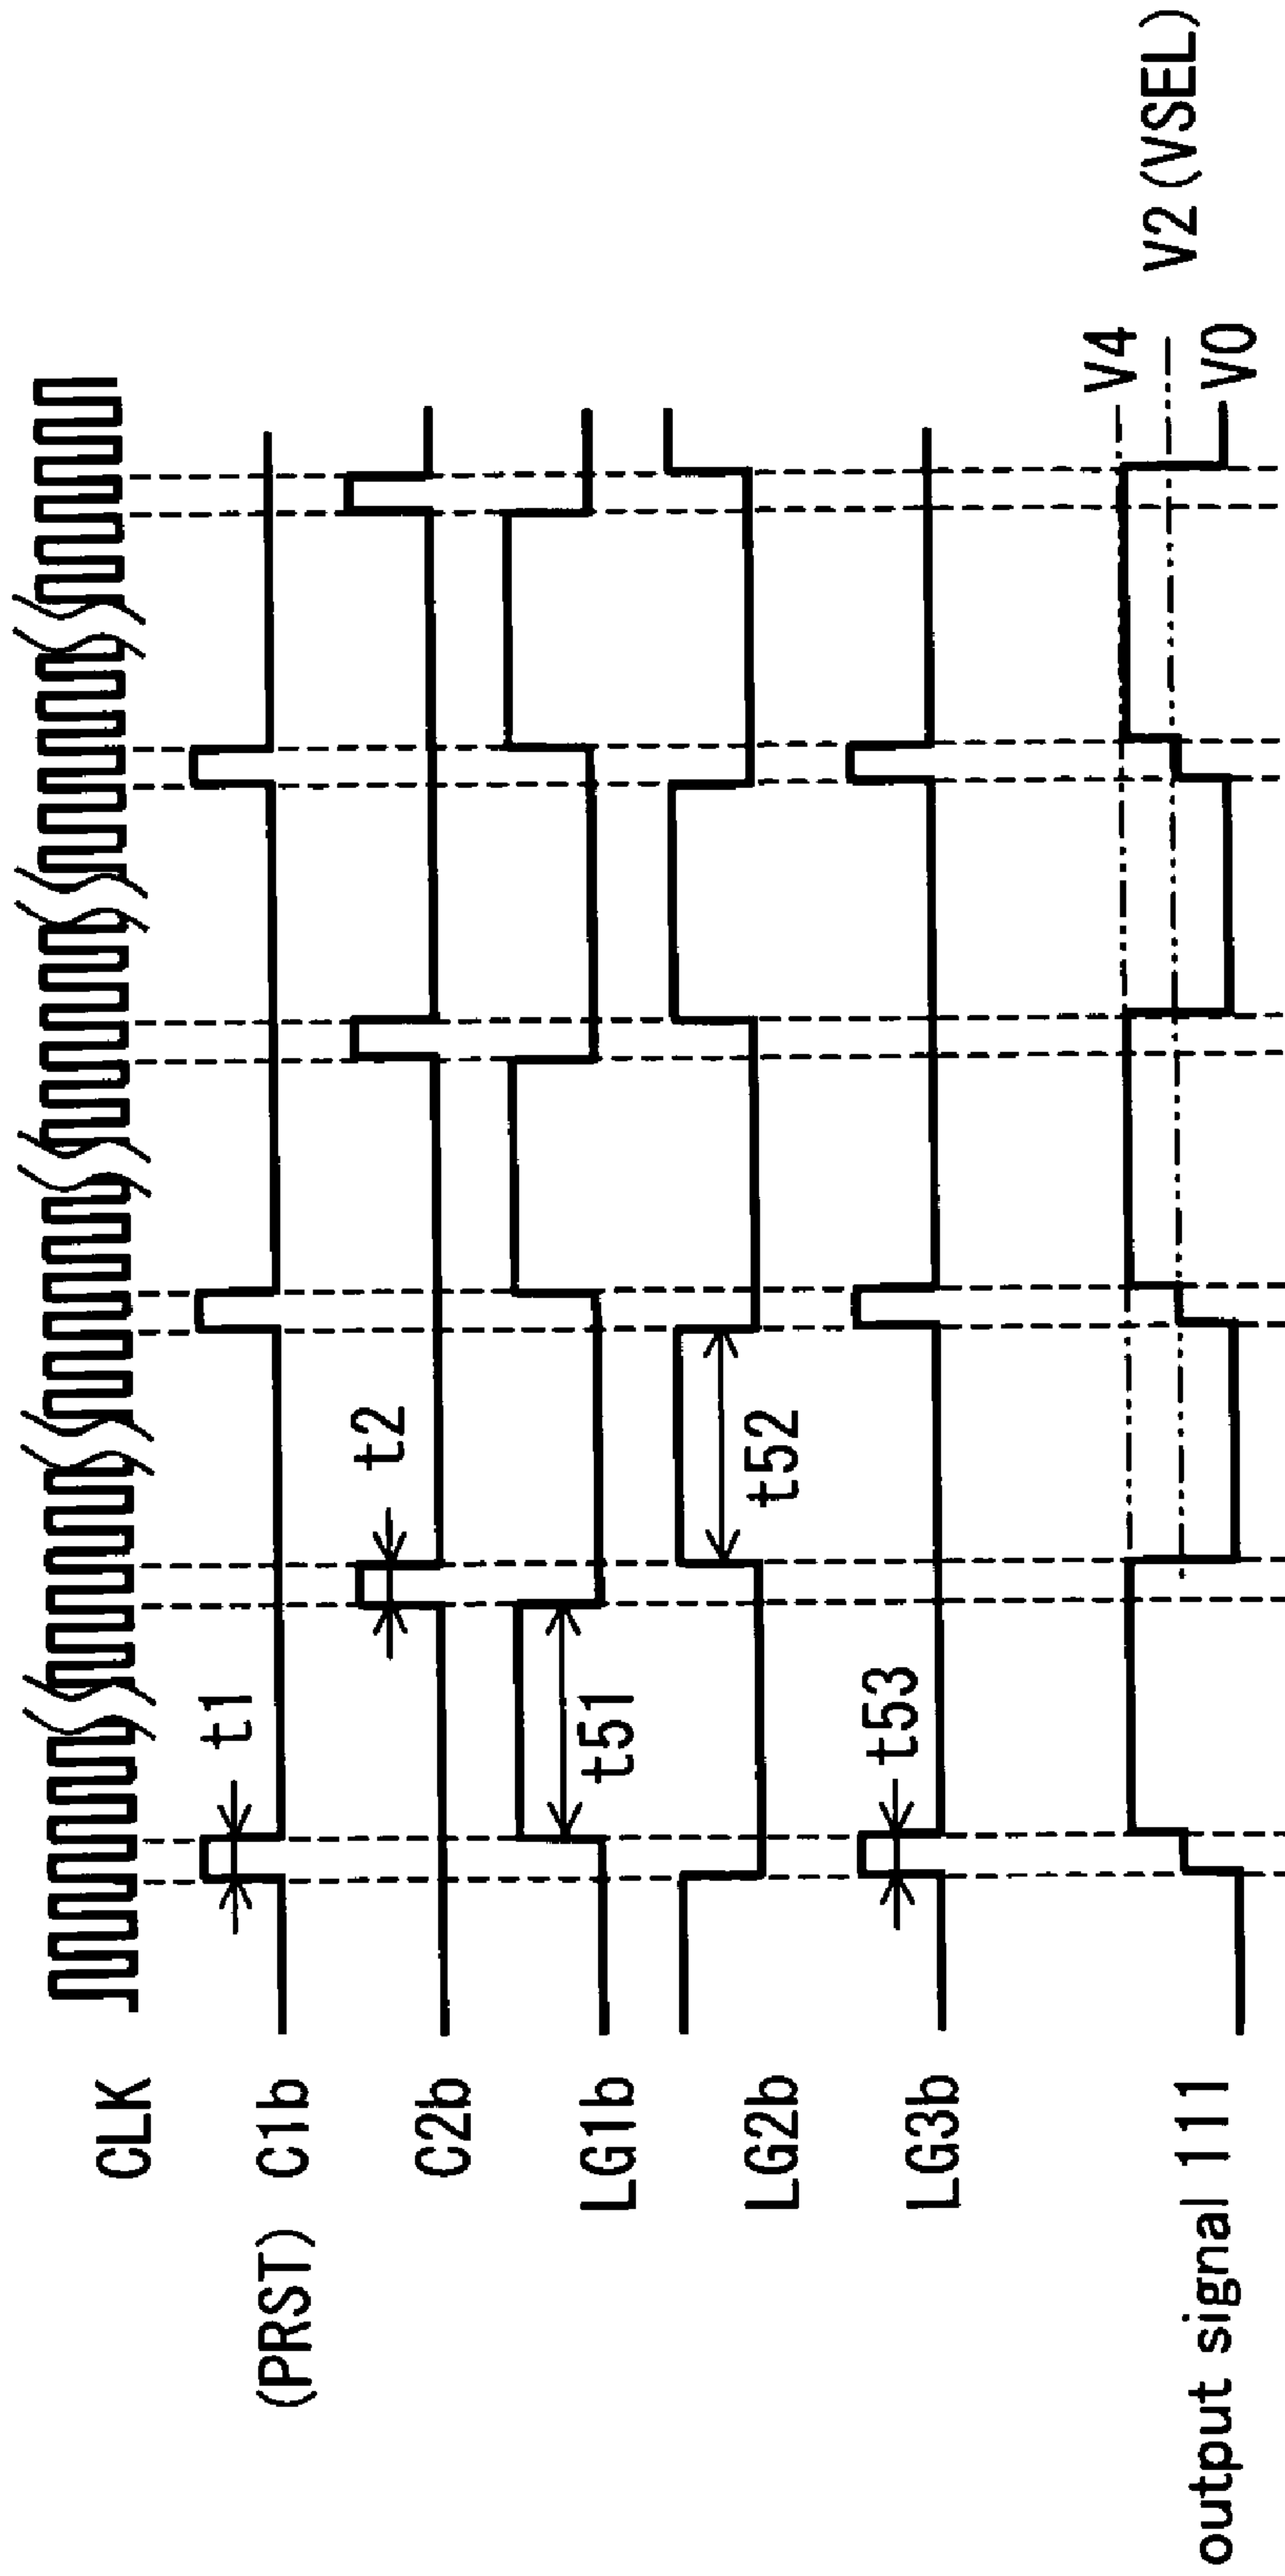 CLK
t1
(PRST) C1b
t2
C2b
LG1b
t51
t52
LG2b
t53
LG3b
V4
V2 (VSEL)
V0
output signal 111